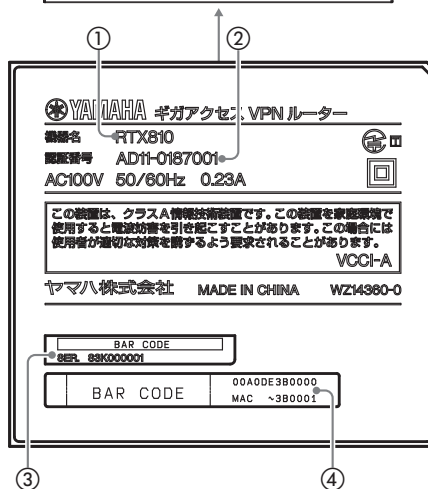 ① ②
YAMAHA ギガアクセス VPN ルーター
機器名 RTX810
認証番号 AD11-0187001
AC100V 50/60Hz 0.23A
この装置は、クラスA情報技術装置です。この装置を家庭環境で
使用すると電波妨害を引き起こすことがあります。この場合には
使用者が適切な対策を講ずるよう要求されることがあります。
VCCI-A
ヤマハ株式会社 MADE IN CHINA WZ14360-0
BAR CODE
SER. S3K000001
BAR CODE
00A0DE3B0000
MAC ~3B0001
③ ④